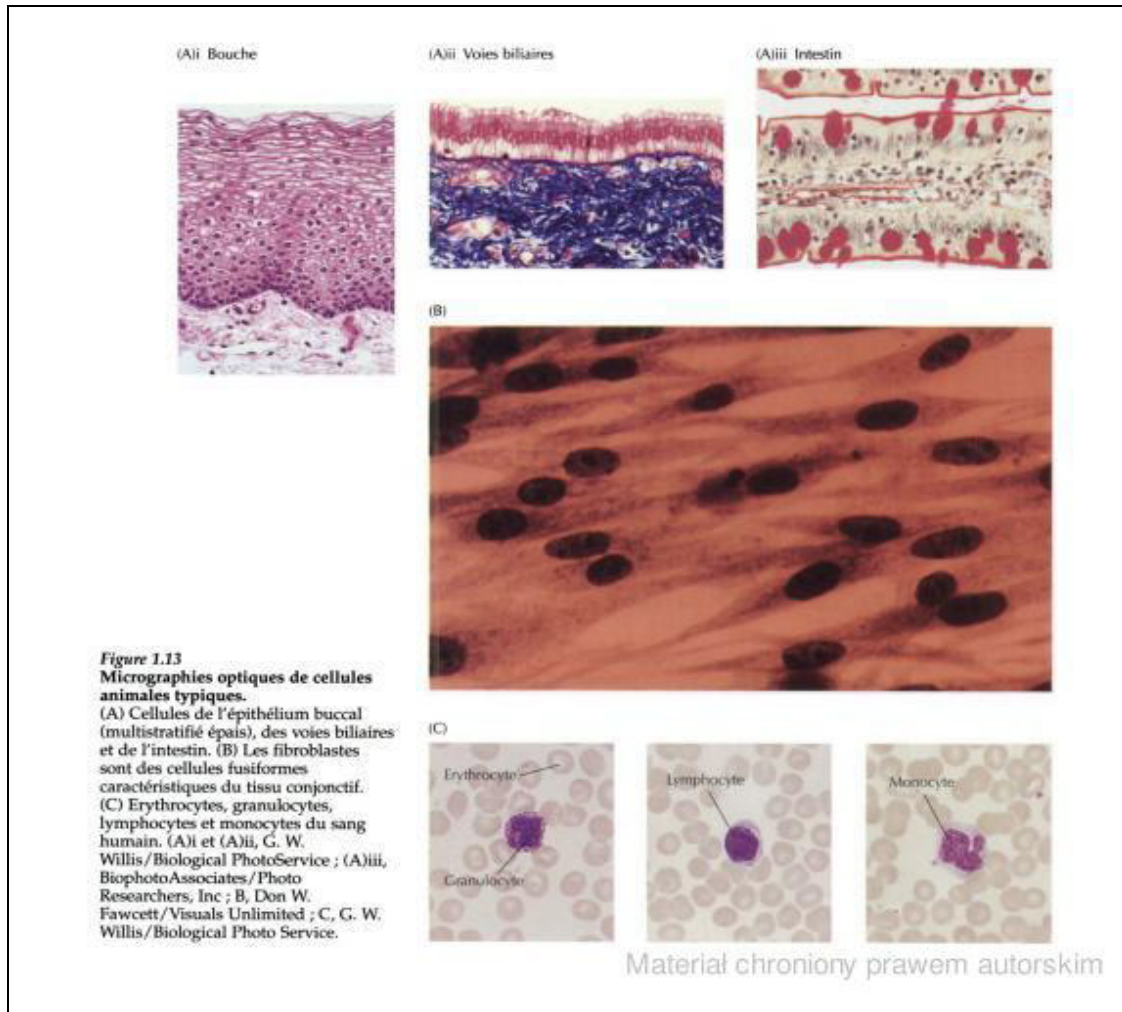 (A)i Bouche
(A)ii Voies biliaires
(A)iii Intestin
(B)
Figure 1.13
Micrographies optiques de cellules
animales typiques.
(A) Cellules de l'épithélium buccal
(multistratifié épais), des voies biliaires
et de l'intestin. (B) Les fibroblastes
sont des cellules fusiformes
caractéristiques du tissu conjonctif.
(C) Erythrocytes, granulocytes,
lymphocytes et monocytes du sang
humain. (A)i et (A)ii, G. W.
Willis/Biological PhotoService ; (A)iii,
BiophotoAssociates/Photo
Researchers, Inc ; B, Don W.
Fawcett/Visuals Unlimited ; C, G. W.
Willis/Biological Photo Service.
(C)
Erythrocyte
Granulocyte
Lymphocyte
Monocyte
Materiał chroniony prawem autorskim